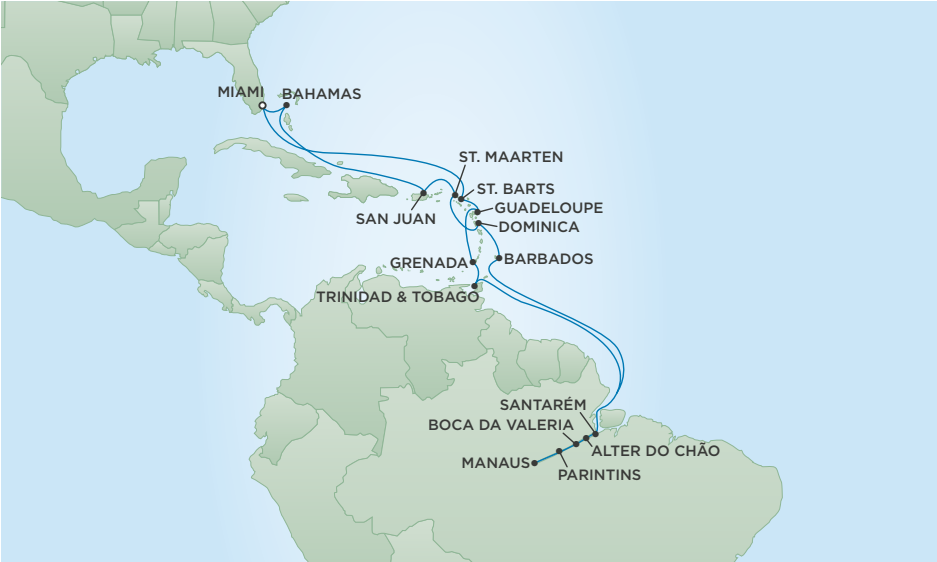 MIAMI
BAHAMAS
ST. MAARTEN
ST. BARTS
GUADELOUPE
SAN JUAN
DOMINICA
GRENADA
BARBADOS
TRINIDAD & TOBAGO
SANTARÉM
BOCA DA VALERIA
ALTER DO CHÃO
MANAUS
PARINTINS